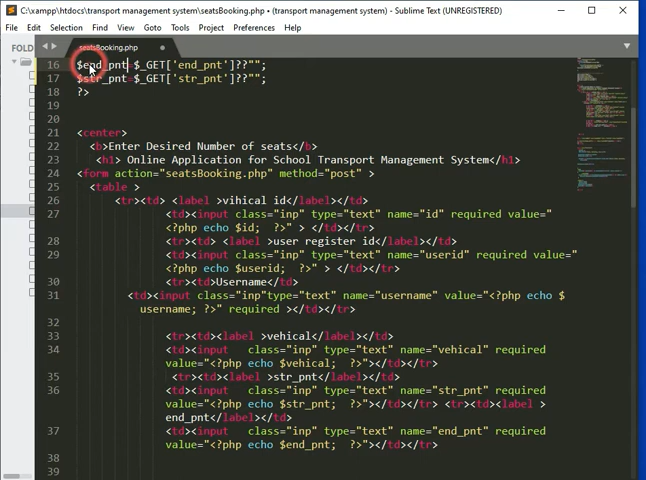 C:\xampp\htdocs\transport management system\seatsBooking.php • (transport management system) - Sublime Text (UNREGISTERED)
File Edit Selection Find View Goto Tools Project Preferences Help
FOLD
seatsBooking.php
16 $end_pnt=$_GET['end_pnt']??"";
17 $str_pnt=$_GET['str_pnt']??"";
18 ?>
19
20
21 <center>
22 <b>Enter Desired Number of seats</b>
23 <h1> Online Application for School Transport Management System</h1>
24 <form action="seatsBooking.php" method="post" >
25 <table >
26 <tr><td> <label >vihical id</label></td>
27 <td><input class="inp" type="text" name="id" required value="
<?php echo $id; ?>" > </td></tr>
28 <tr><td> <label >user register id</label></td>
29 <td><input class="inp" type="text" name="userid" required value="
<?php echo $userid; ?>" > </td></tr>
30 <tr><td>Username</td>
31 <td><input class="inp"type="text" name="username" value="<?php echo $
username; ?>" required ></td></tr>
32
33 <tr><td><label >vehical</label></td>
34 <td><input class="inp" type="text" name="vehical" required
value="<?php echo $vehical; ?>"></td></tr>
35 <tr><td><label >str_pnt</label></td>
36 <td><input class="inp" type="text" name="str_pnt" required
value="<?php echo $str_pnt; ?>"></td></tr> <tr><td><label >
end_pnt</label></td>
37 <td><input class="inp" type="text" name="end_pnt" required
value="<?php echo $end_pnt; ?>"></td></tr>
38
39